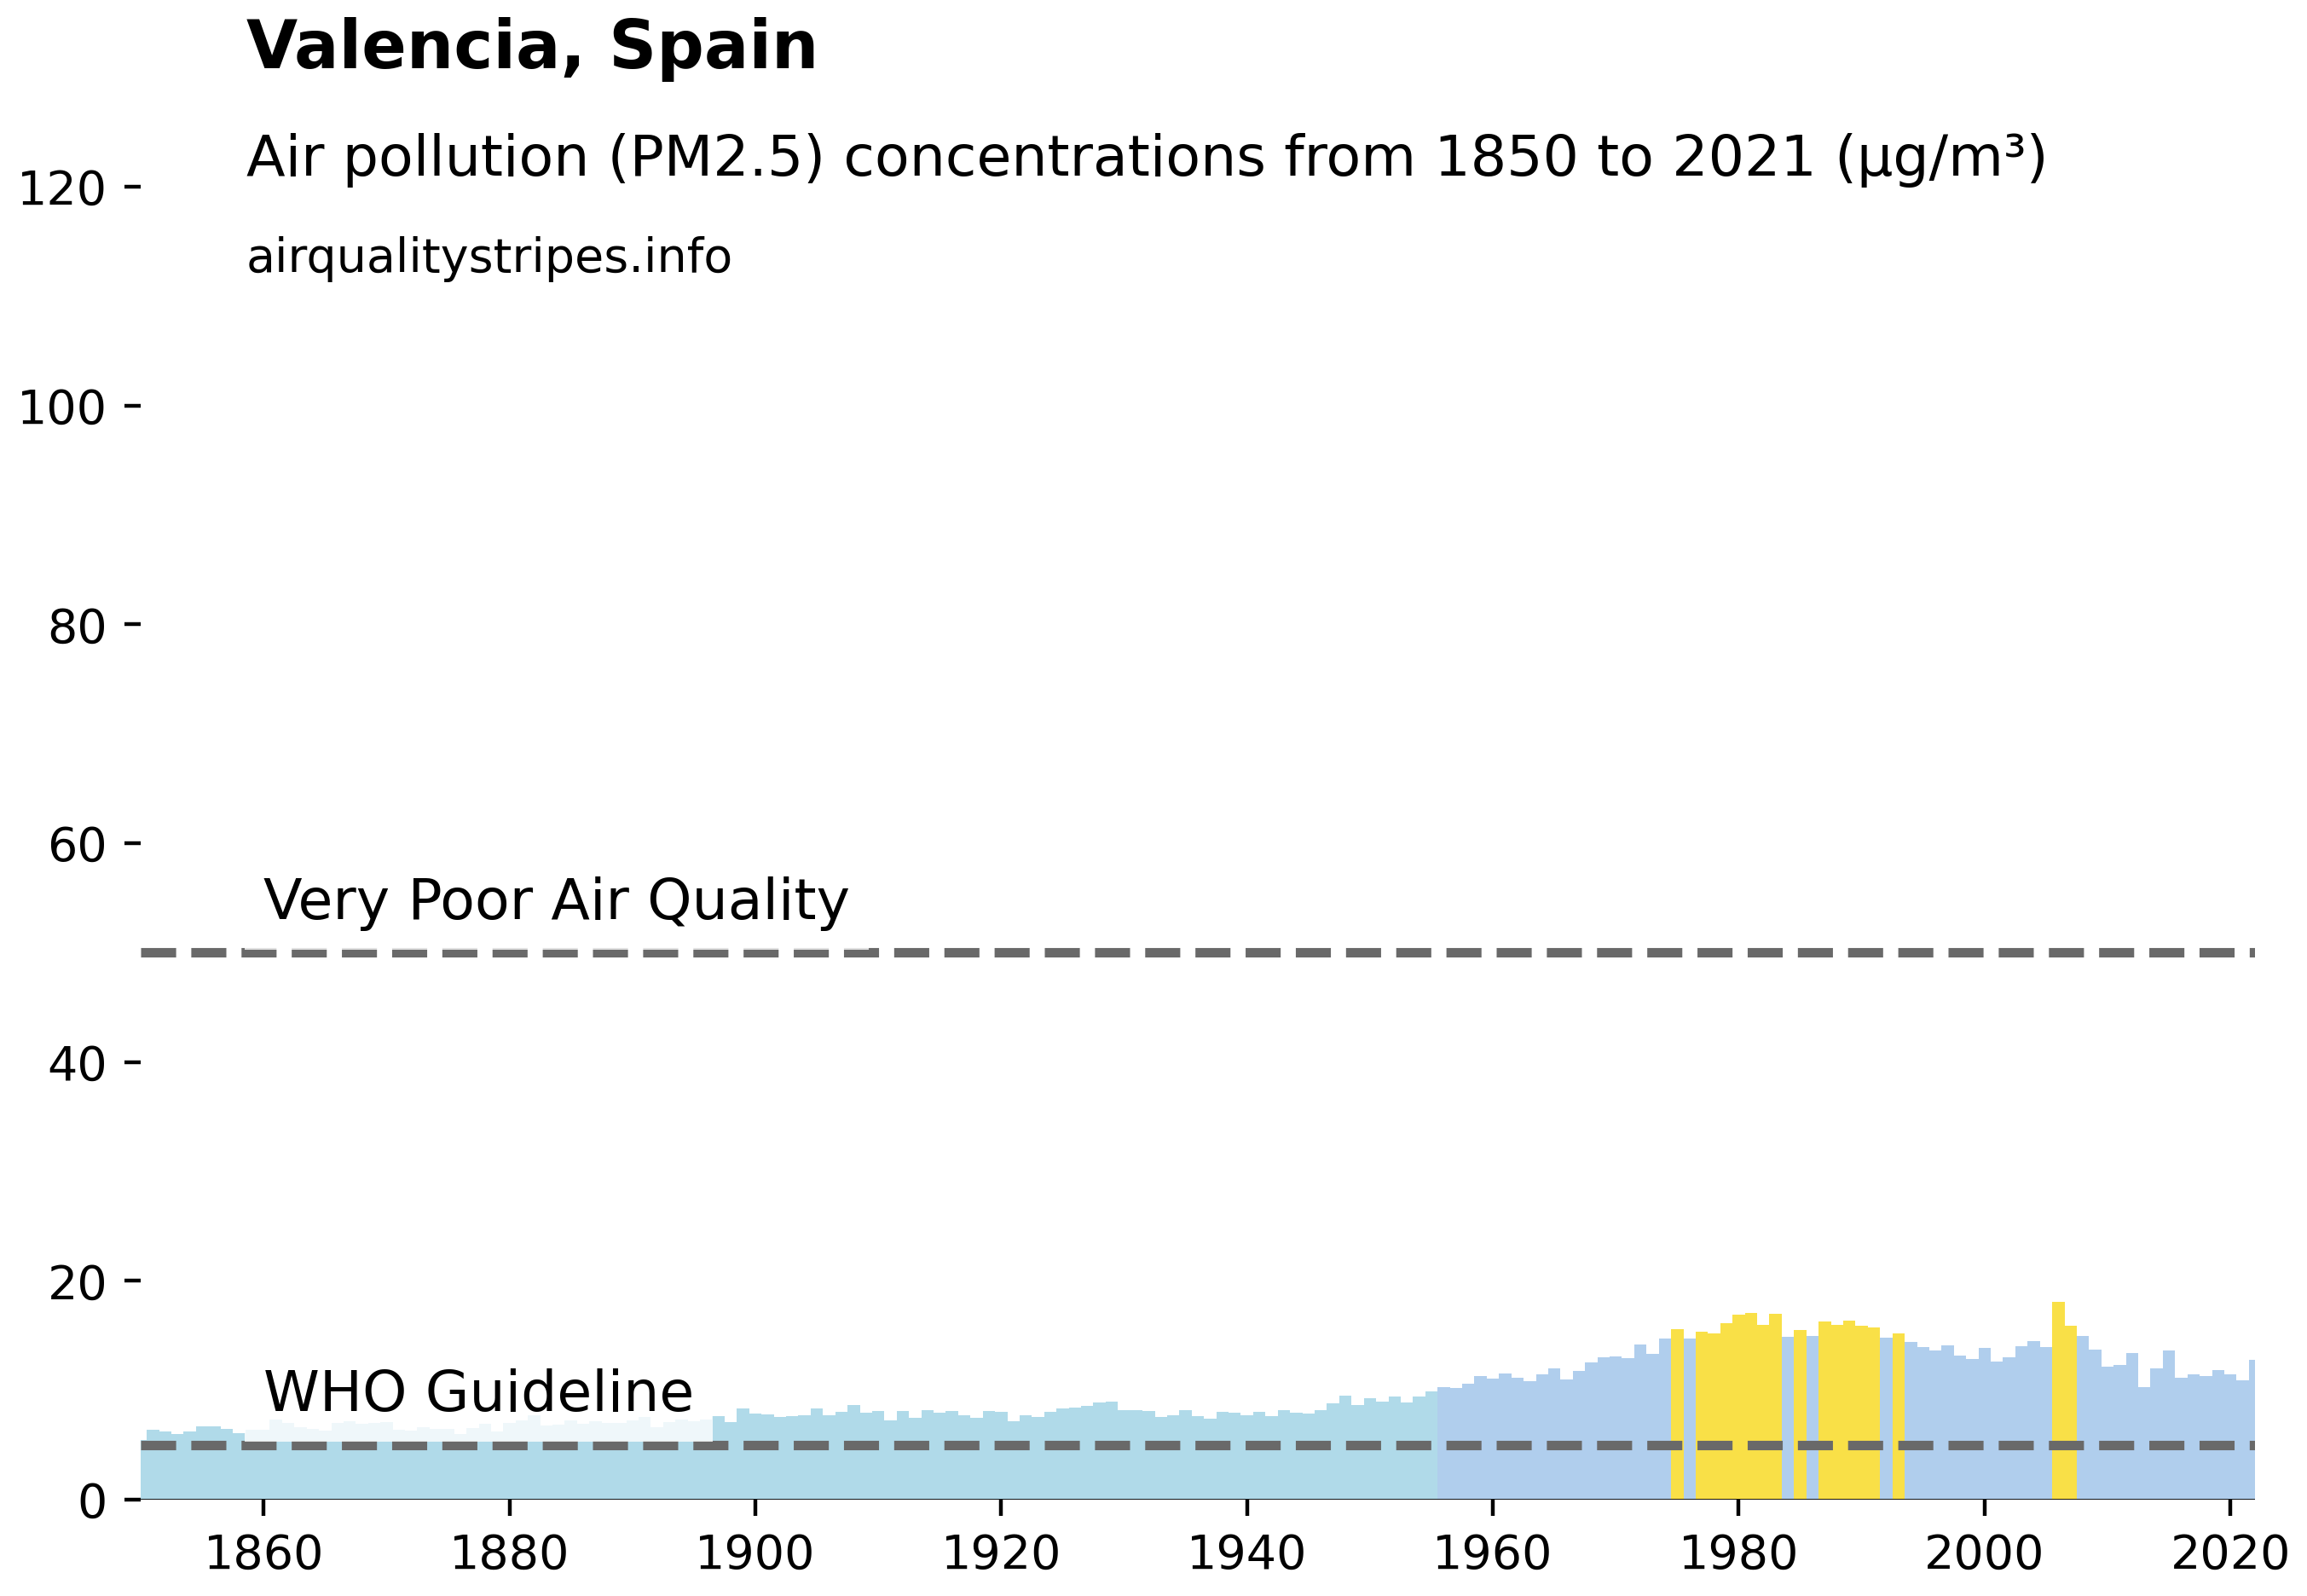 Valencia, Spain
Air pollution (PM2.5) concentrations from 1850 to 2021 (µg/m³)
airqualitystripes.info
120
100
80
60
Very Poor Air Quality
40
20
WHO Guideline
0
1860 1880 1900 1920 1940 1960 1980 2000 2020